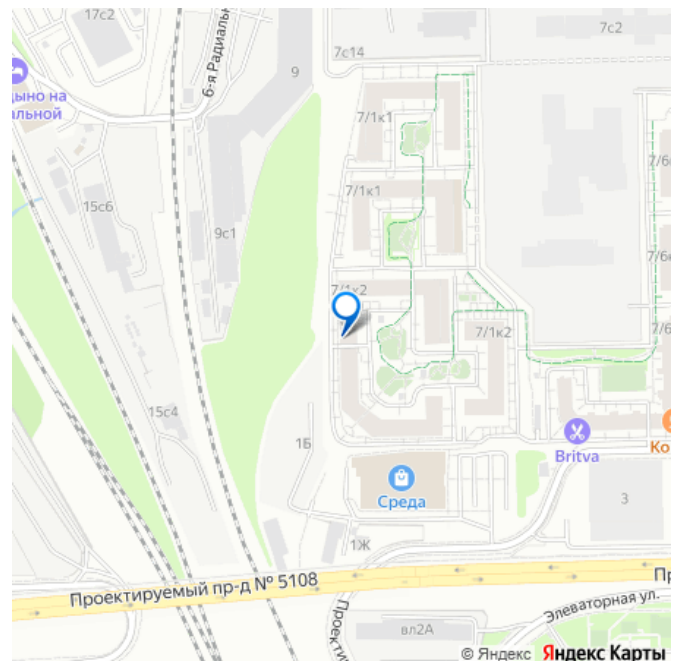 17с2
7с14
7с2
6-я Радиальн
9
ыно на
альной
7/1к1
15с6
7/1к1
7/6
9с1
7/6
7/1к2
7/1к2
7/6
15с4
1Б
Britva
Ко
Среда
3
1Ж
Проектируемый пр-д № 5108
Пр
Элеваторная ул.
Проекти
вл2А
© Яндекс Яндекс Карты